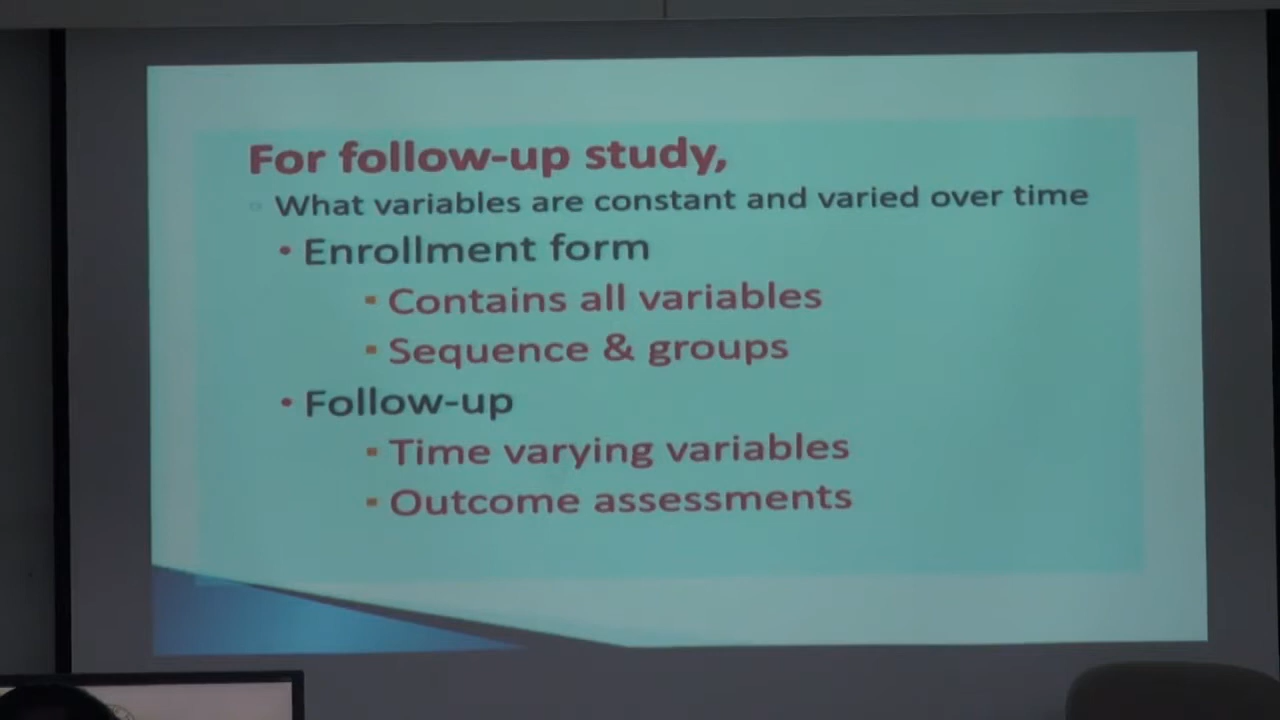 For follow-up study,
What variables are constant and varied over time
• Enrollment form
▪ Contains all variables
▪ Sequence & groups
• Follow-up
▪ Time varying variables
▪ Outcome assessments